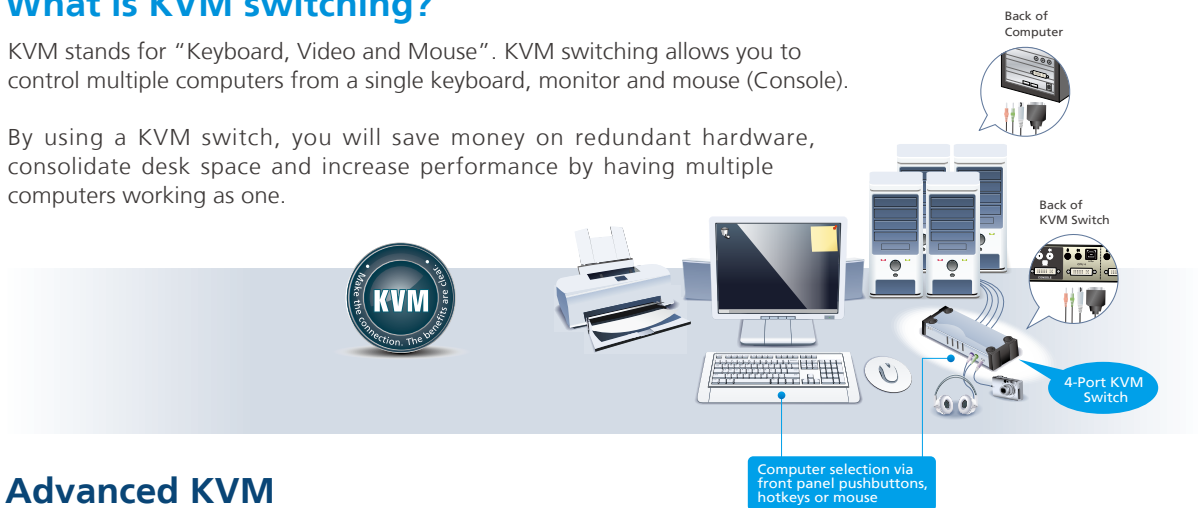 What is KVM switching?
KVM stands for “Keyboard, Video and Mouse”. KVM switching allows you to
control multiple computers from a single keyboard, monitor and mouse (Console).
By using a KVM switch, you will save money on redundant hardware,
consolidate desk space and increase performance by having multiple
computers working as one.
Back of
Computer
Back of
KVM Switch
Make the connection. The benefits are clear.
KVM
4-Port KVM
Switch
Computer selection via
front panel pushbuttons,
hotkeys or mouse
Advanced KVM